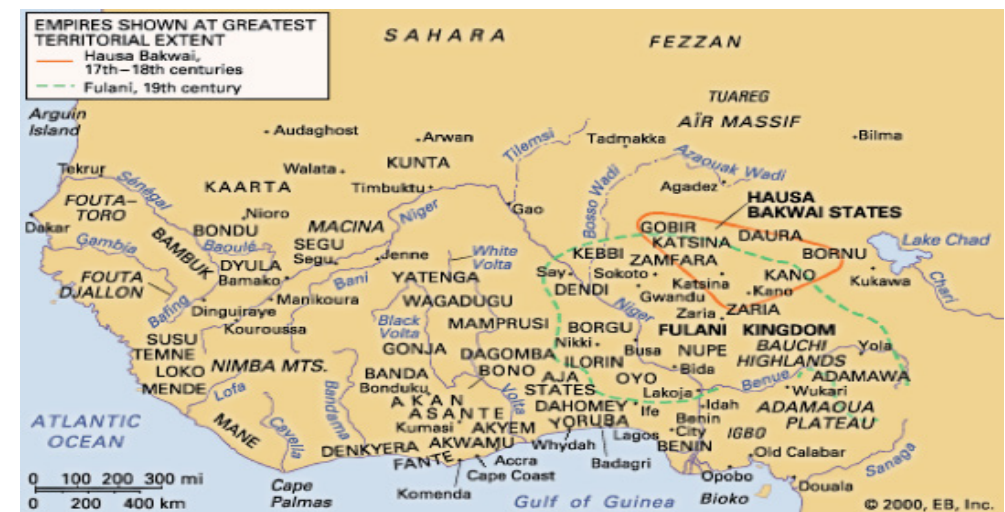 EMPIRES SHOWN AT GREATEST
TERRITORIAL EXTENT
Hausa Bakwai,
17th–18th centuries
Fulani, 19th century
SAHARA
FEZZAN
TUAREG
AÏR MASSIF
Arguin
Island
Audaghost
Arwan
Tadmakka
Bilma
Tilemsi
Azaouak Wadi
Tekrur
Sénégal
Walata
KUNTA
KAARTA
Timbuktu
Bosso Wadi
Agadez
HAUSA
BAKWAI STATES
FOUTA-
TORO
Nioro
MACINA
Niger
Gao
Dakar
BONDU
GOBIR
DAURA
Lake Chad
Gambia
BAMBUK
Baoulé
SEGU
Segu
Jenne
White
Volta
KATSINA
KEBBI
ZAMFARA
BORNU
DYULA
Bamako
Bani
YATENGA
Say
Sokoto
KANO
Kukawa
FOUTA
DJALLON
DENDI
Katsina
Kano
Chari
Bafing
Dinguiraye
Manikoura
WAGADUGU
Gwandu
Niger
Zaria
ZARIA
Kouroussa
Black
Volta
MAMPRUSI
BORGU
FULANI KINGDOM
SUSU
TEMNE
LOKO
MENDE
NIMBA MTS.
GONJA
DAGOMBA
Nikki
Busa
NUPE
BAUCHI
HIGHLANDS
Yola
BANDA
BONO
ILORIN
Bida
Bonduku
AJA
STATES
OYO
Lakoja
Benue
ADAMAWA
Wukari
Lofa
Bandama
AKAN
ASANTE
Volta
DAHOMEY
Ife
Idah
ADAMAOUA
PLATEAU
ATLANTIC
OCEAN
MANE
Cavella
Kumasi
AKYEM
YORUBA
Benin
City
IGBO
DENKYERA
AKWAMU
Whydah
Lagos
BENIN
Old Calabar
Sanaga
FANTE
Accra
Badagri
Cape Coast
Opobo
Douala
0 100 200 300 mi
0 200 400 km
Cape
Palmas
Komenda
Gulf of Guinea
Bioko
© 2000, EB, Inc.